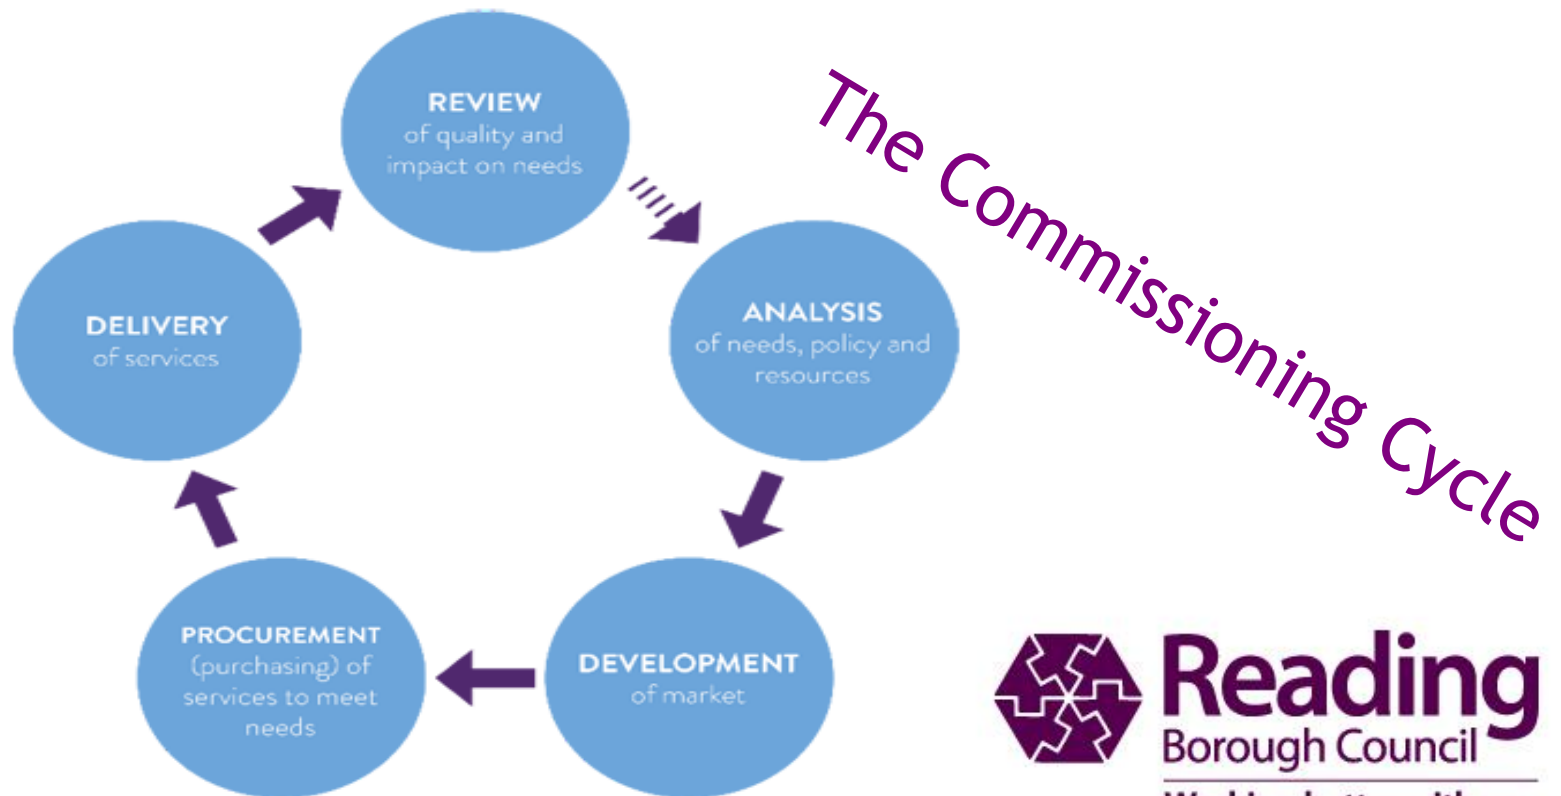 The Commissioning Cycle
REVIEW
of quality and
impact on needs
ANALYSIS
of needs, policy and
resources
DEVELOPMENT
of market
PROCUREMENT
(purchasing) of
services to meet
needs
DELIVERY
of services
Reading
Borough Council